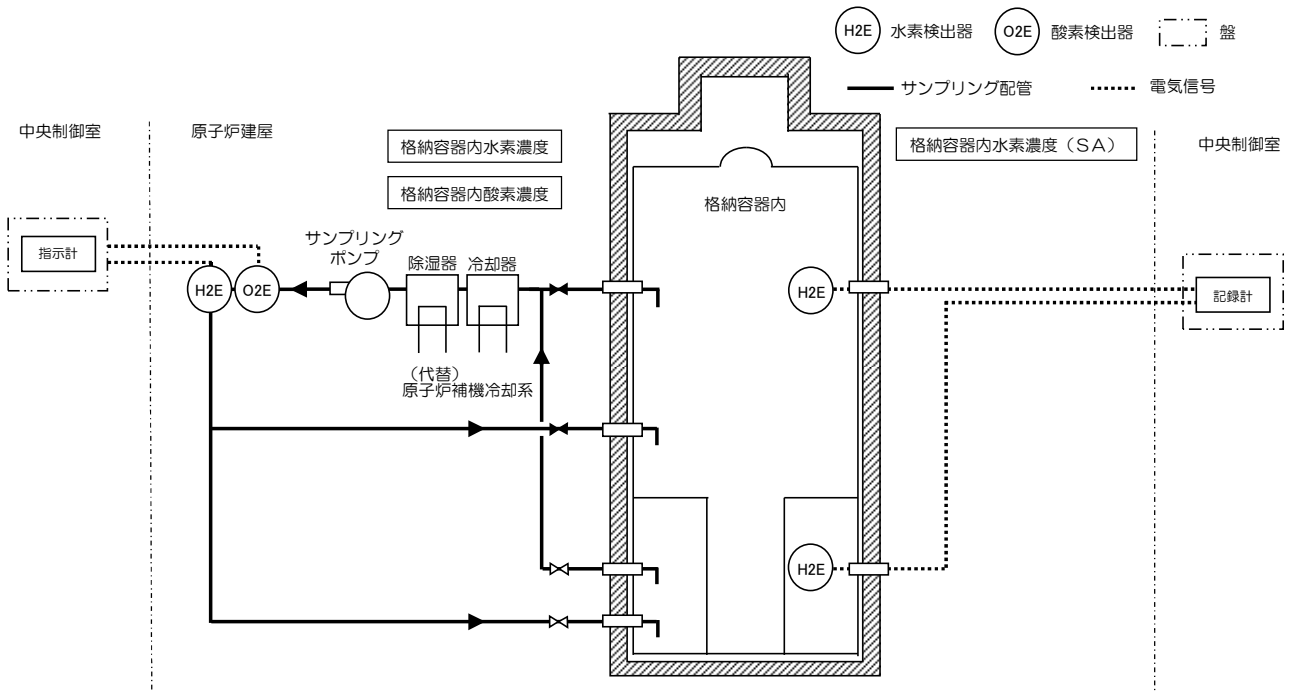 H2E 水素検出器 O2E 酸素検出器 盤
サンプリング配管 電気信号
中央制御室 原子炉建屋
格納容器内水素濃度
格納容器内酸素濃度
格納容器内水素濃度（ＳＡ）
中央制御室
格納容器内
指示計
サンプリング
ポンプ
除湿器 冷却器
H2E O2E
（代替）
原子炉補機冷却系
H2E
記録計
H2E